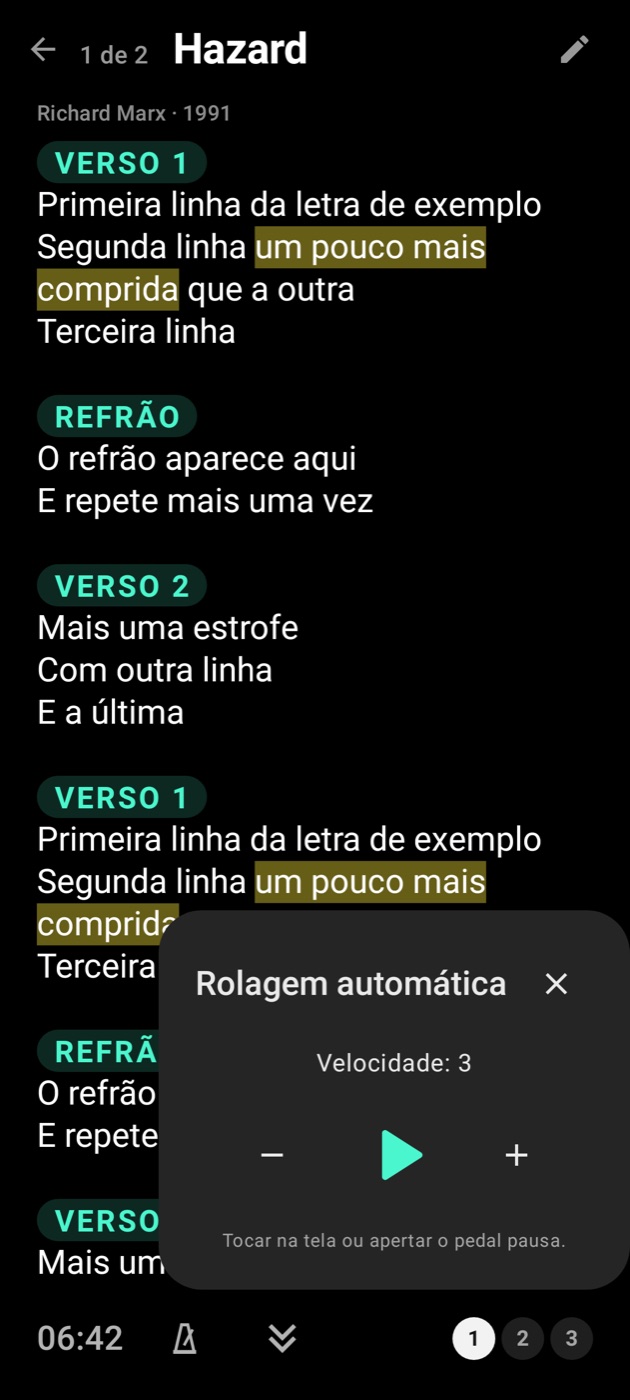 1 de 2 Hazard
Richard Marx · 1991
VERSO 1
Primeira linha da letra de exemplo
Segunda linha um pouco mais
comprida que a outra
Terceira linha
REFRÃO
O refrão aparece aqui
E repete mais uma vez
VERSO 2
Mais uma estrofe
Com outra linha
E a última
VERSO 1
Primeira linha da letra de exemplo
Segunda linha um pouco mais
comprida
Terceira
REFRÃ
O refrão
E repete
VERSO
Mais um
Rolagem automática
Velocidade: 3
Tocar na tela ou apertar o pedal pausa.
06:42 1 2 3